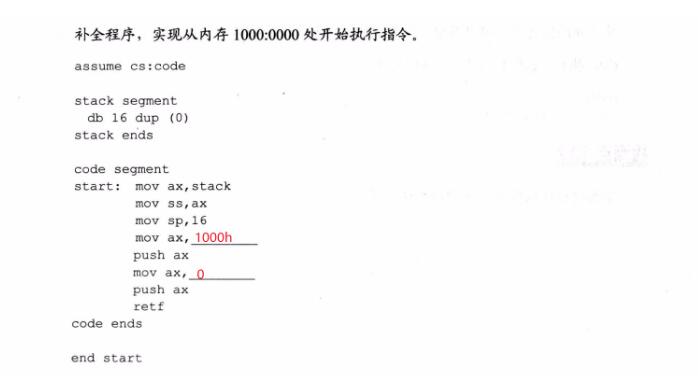 补全程序，实现从内存 1000:0000 处开始执行指令。
assume cs:code
stack segment
db 16 dup (0)
stack ends
code segment
start: mov ax,stack
mov ss,ax
mov sp,16
mov ax, 1000h
push ax
mov ax, 0
push ax
retf
code ends
end start